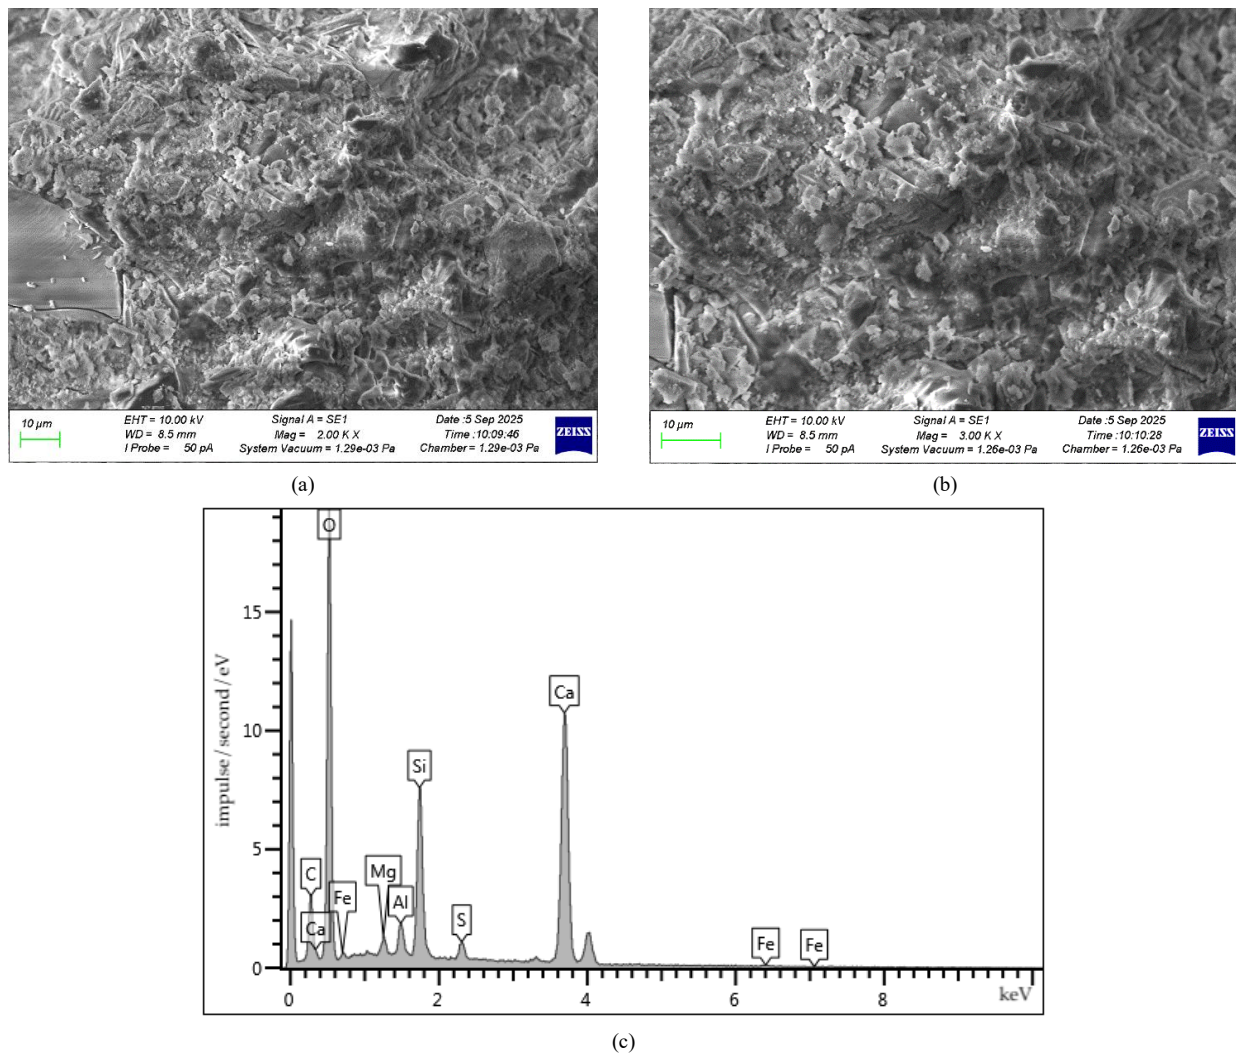 10 µm
EHT = 10.00 kV
Signal A = SE1
Date :5 Sep 2025
WD = 8.5 mm
Mag = 2.00 K X
Time :10:09:46
I Probe = 50 pA
System Vacuum = 1.29e-03 Pa
Chamber = 1.29e-03 Pa
ZEISS
10 µm
EHT = 10.00 kV
Signal A = SE1
Date :5 Sep 2025
WD = 8.5 mm
Mag = 3.00 K X
Time :10:10:28
I Probe = 50 pA
System Vacuum = 1.26e-03 Pa
Chamber = 1.26e-03 Pa
ZEISS
(a)
(b)
O
15
Ca
10
Si
impulse/second/eV
5
C
Mg
Fe
Al
Ca
S
Fe
Fe
0
0
2
4
6
8
keV
(c)